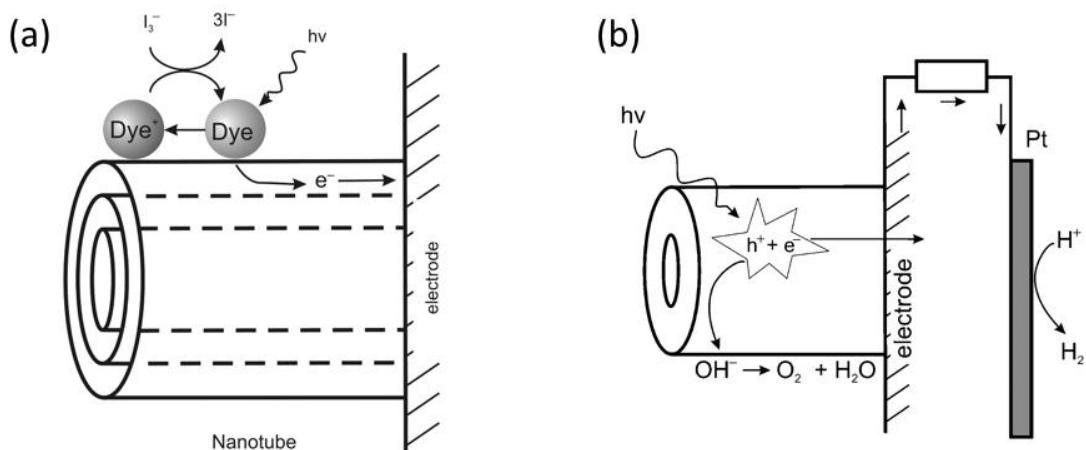 (a)
I₃⁻ 3I⁻
hν
Dye⁺ Dye
e⁻
electrode
Nanotube
(b)
hν
Pt
h⁺ + e⁻
H⁺
electrode
H₂
OH⁻ → O₂ + H₂O